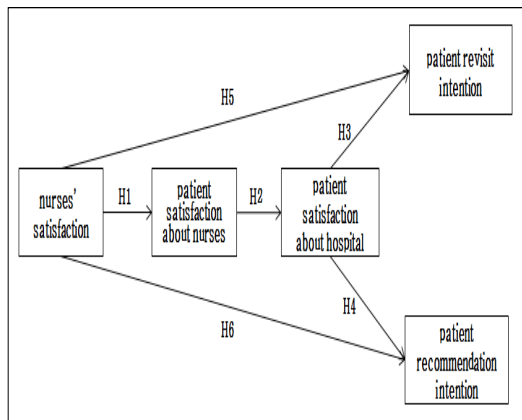 patient revisit
intention
H5
H3
nurses'
satisfaction
H1
patient
satisfaction
about nurses
H2
patient
satisfaction
about hospital
H4
H6
patient
recommendation
intention